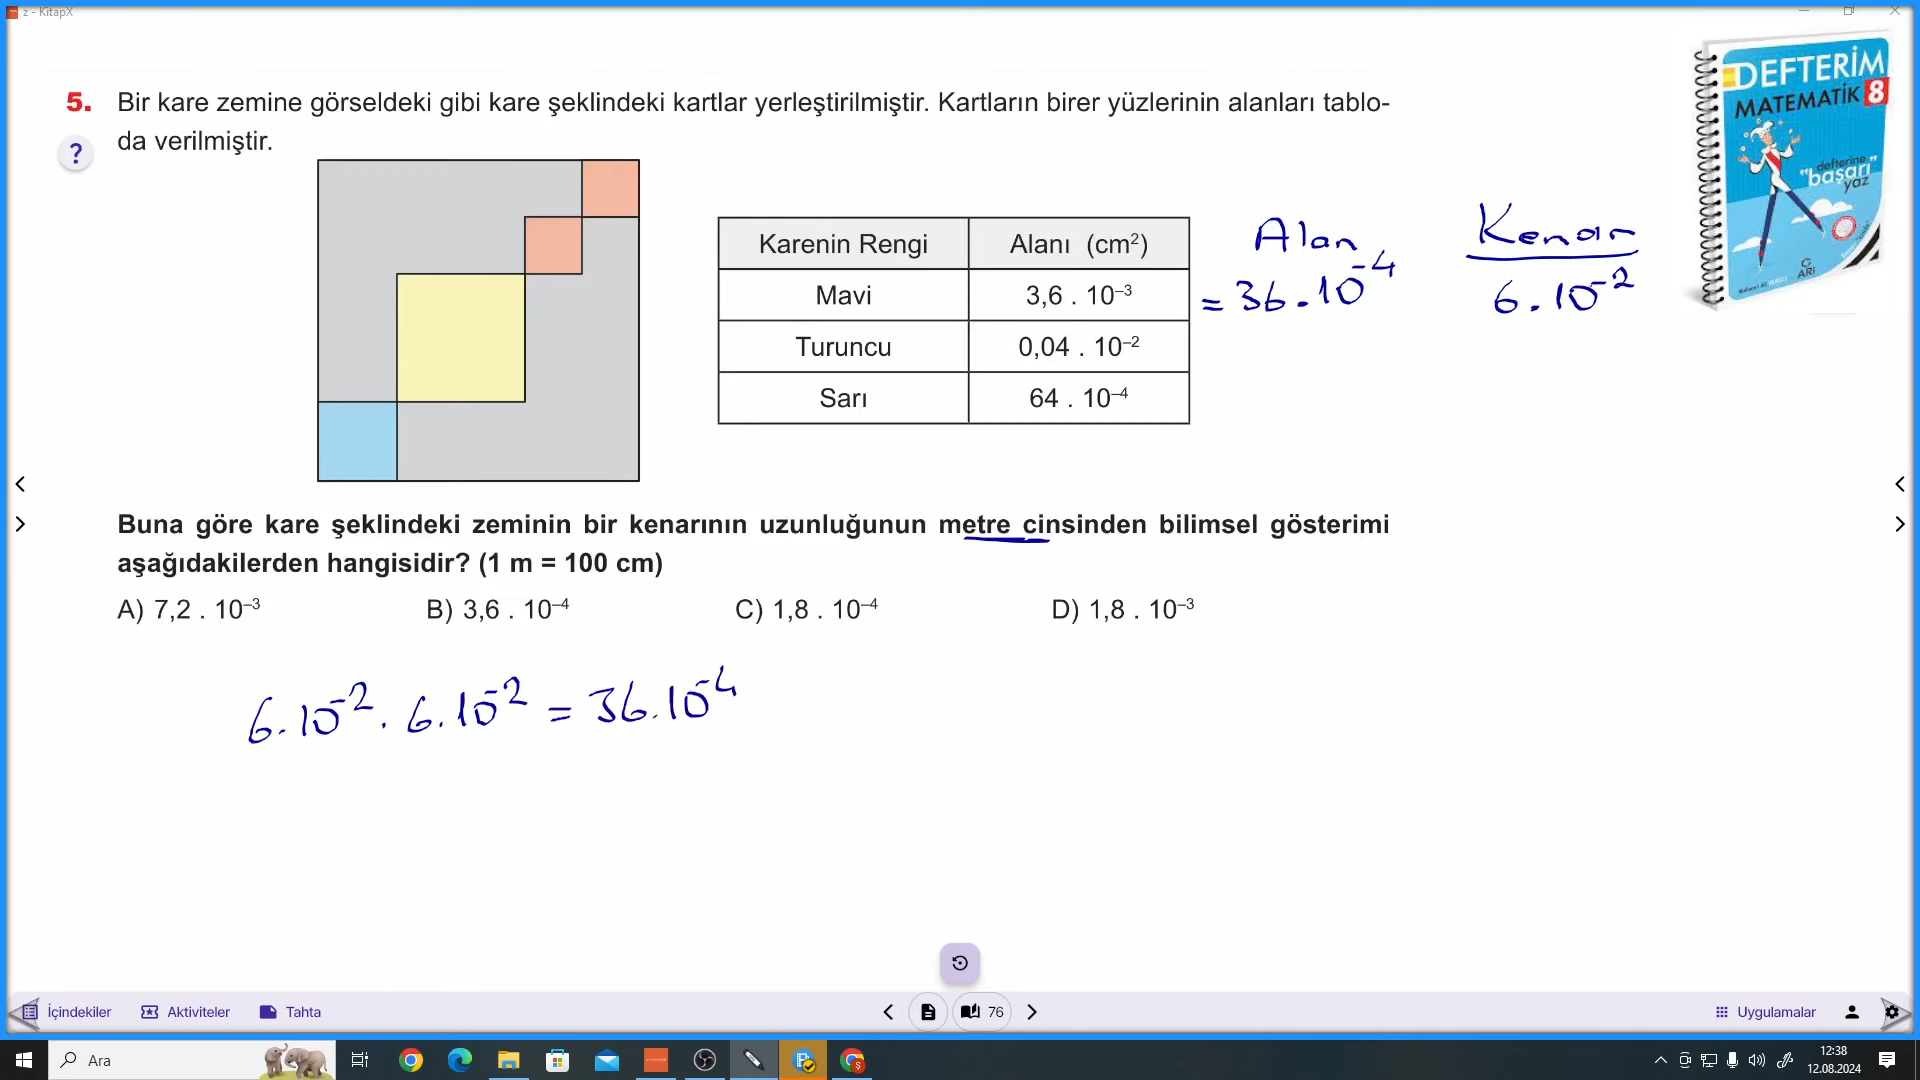 z - KitapX
5. Bir kare zemine görseldeki gibi kare şeklindeki kartlar yerleştirilmiştir. Kartların birer yüzlerinin alanları tablo-
da verilmiştir.
?
Karenin Rengi Alanı (cm²)
Mavi 3,6 . 10⁻³
Turuncu 0,04 . 10⁻²
Sarı 64 . 10⁻⁴
Alan Kenar
= 36 . 10⁻⁴ 6 . 10⁻²
DEFTERİM
MATEMATİK 8
defterine
"başarı"
yaz
ARI
Buna göre kare şeklindeki zeminin bir kenarının uzunluğunun metre cinsinden bilimsel gösterimi
aşağıdakilerden hangisidir? (1 m = 100 cm)
A) 7,2 . 10⁻³ B) 3,6 . 10⁻⁴ C) 1,8 . 10⁻⁴ D) 1,8 . 10⁻³
6 . 10⁻² . 6 . 10⁻² = 36 . 10⁻⁴
İçindekiler Aktiviteler Tahta 76 Uygulamalar
Ara
12:38
12.08.2024